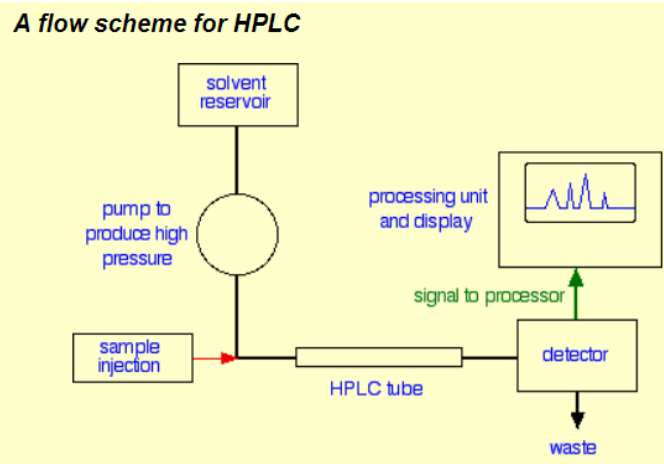 A flow scheme for HPLC
solvent
reservoir
pump to
produce high
pressure
processing unit
and display
signal to processor
sample
injection
HPLC tube
detector
waste